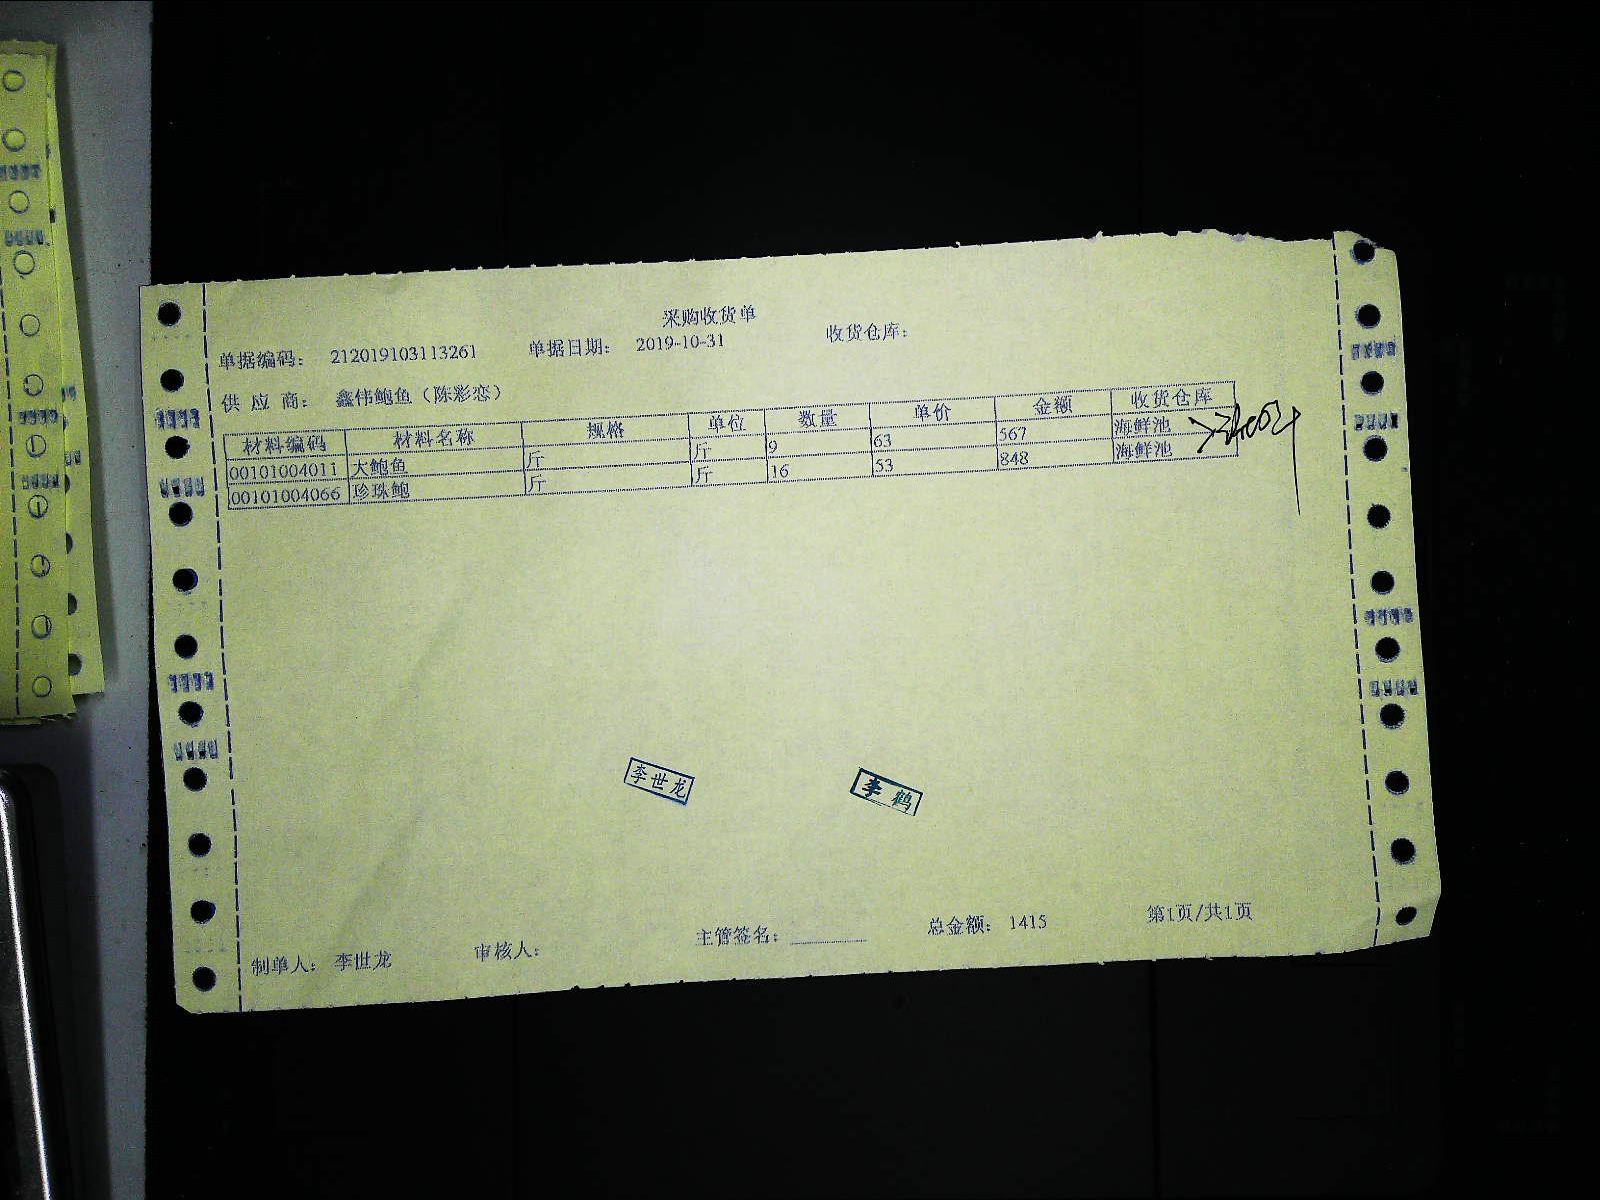 采购收货单
单据编码： 212019103113261 单据日期： 2019-10-31 收货仓库：
供 应 商： 鑫伟鲍鱼（陈彩恋）
材料编码 材料名称 规格 单位 数量 单价 金额 收货仓库
00101004011 大鲍鱼 斤 斤 9 63 567 海鲜池
00101004066 珍珠鲍 斤 斤 16 53 848 海鲜池
李世龙 李鹤
制单人： 李世龙 审核人： 主管签名： 总金额： 1415 第1页/共1页